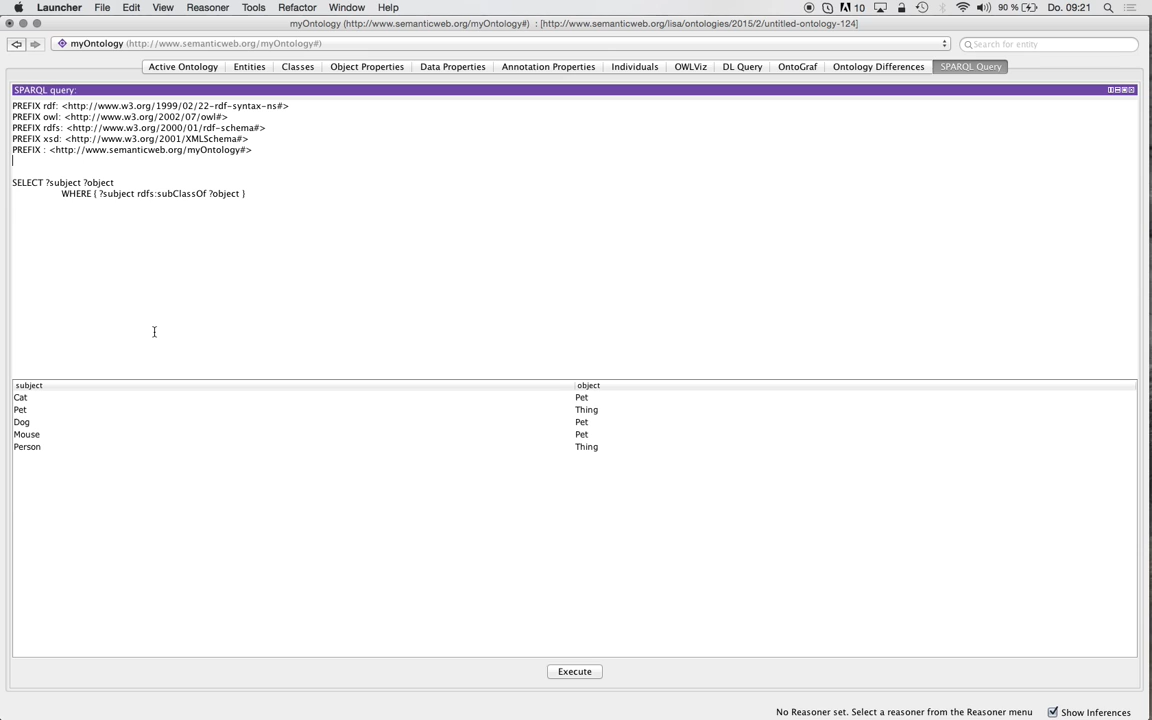 Launcher File Edit View Reasoner Tools Refactor Window Help 10 90 % Do. 09:21
myOntology (http://www.semanticweb.org/myOntology#) : [http://www.semanticweb.org/lisa/ontologies/2015/2/untitled-ontology-124]
myOntology (http://www.semanticweb.org/myOntology#) Search for entity
Active Ontology Entities Classes Object Properties Data Properties Annotation Properties Individuals OWLViz DL Query OntoGraf Ontology Differences SPARQL Query
SPARQL query:
PREFIX rdf: <http://www.w3.org/1999/02/22-rdf-syntax-ns#>
PREFIX owl: <http://www.w3.org/2002/07/owl#>
PREFIX rdfs: <http://www.w3.org/2000/01/rdf-schema#>
PREFIX xsd: <http://www.w3.org/2001/XMLSchema#>
PREFIX : <http://www.semanticweb.org/myOntology#>
SELECT ?subject ?object
WHERE { ?subject rdfs:subClassOf ?object }
subject object
Cat Pet
Pet Thing
Dog Pet
Mouse Pet
Person Thing
Execute
No Reasoner set. Select a reasoner from the Reasoner menu Show Inferences